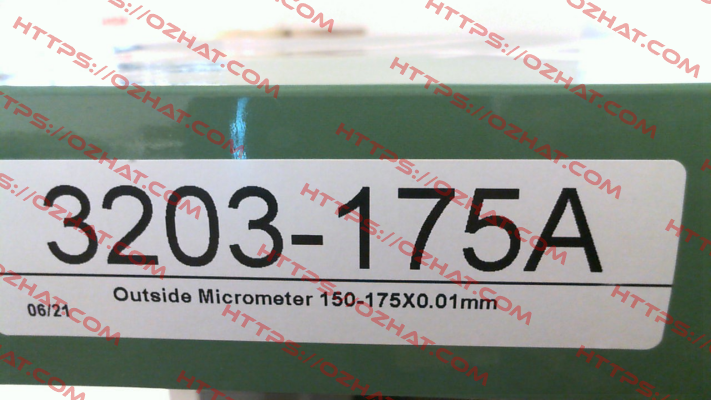 3203-175A
Outside Micrometer 150-175X0.01mm
06/21
HTTPS://OZHAT.COM